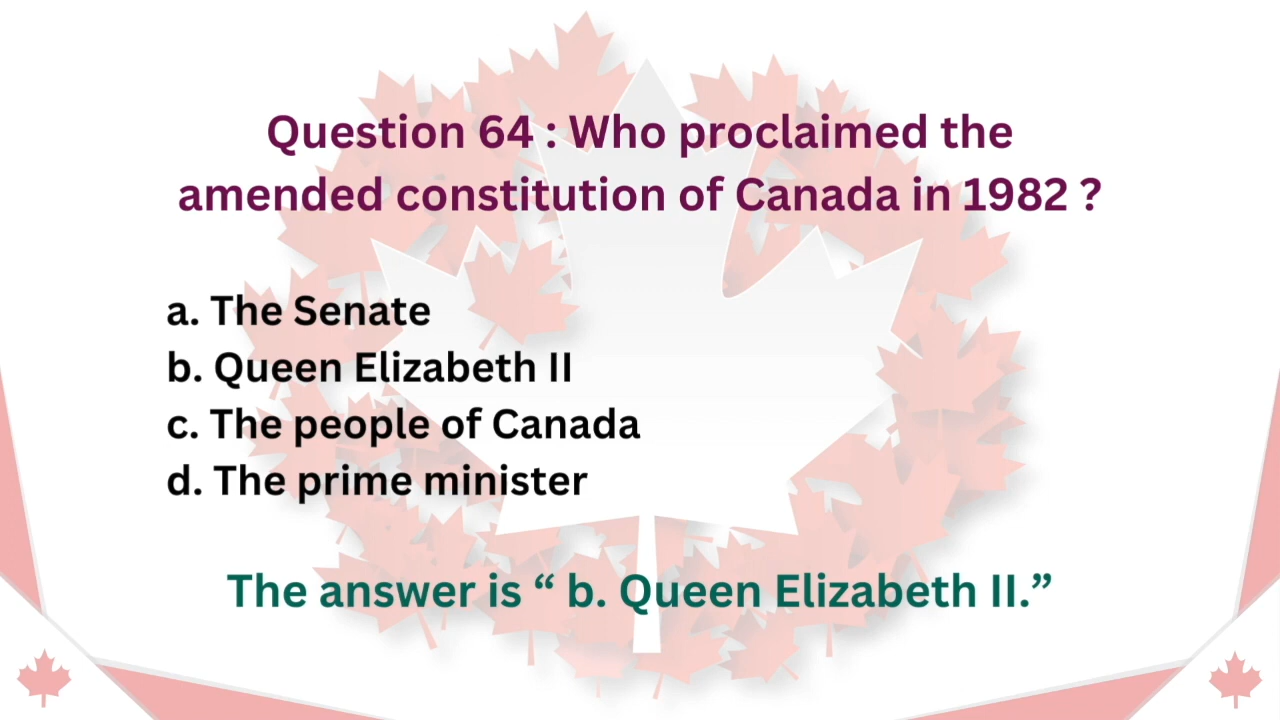 Question 64 : Who proclaimed the
amended constitution of Canada in 1982 ?
a. The Senate
b. Queen Elizabeth II
c. The people of Canada
d. The prime minister
The answer is “ b. Queen Elizabeth II.”